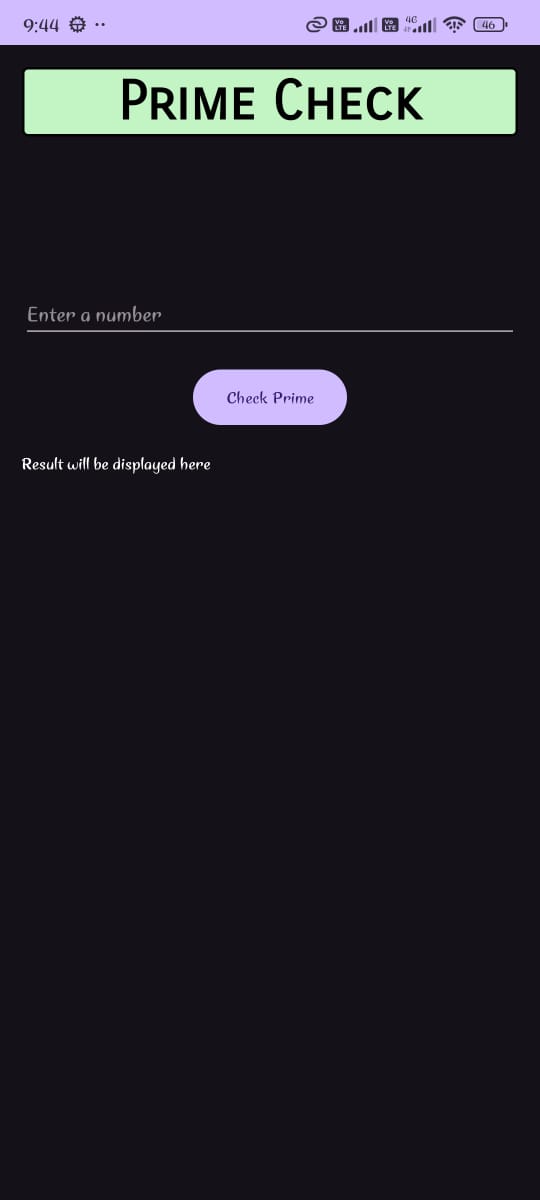 9:44
Vo LTE Vo LTE 4G 46
Prime Check
Enter a number
Check Prime
Result will be displayed here